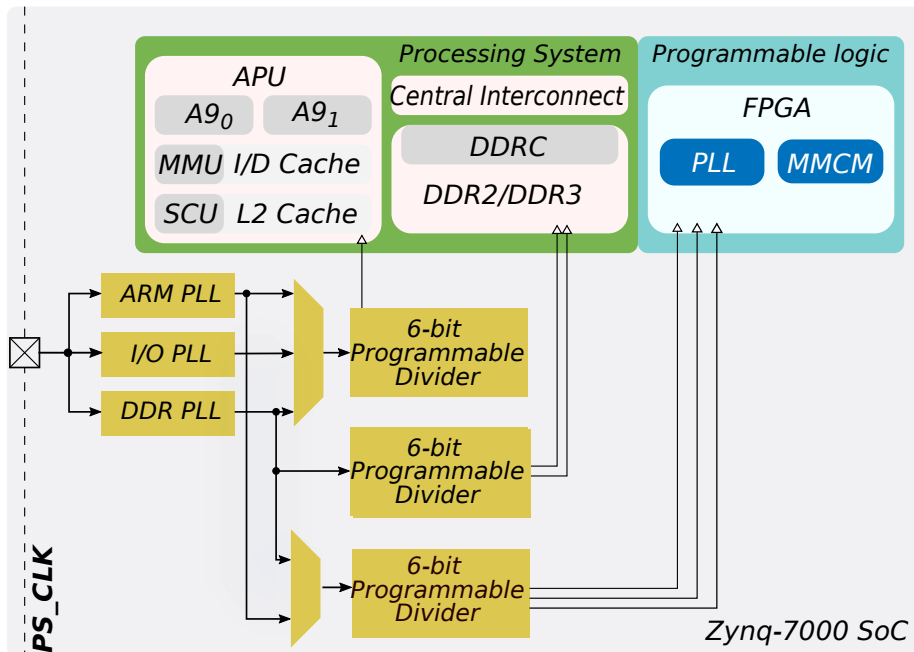 Processing System
Programmable logic
APU
A9₀
A9₁
MMU
I/D Cache
SCU
L2 Cache
Central Interconnect
DDRC
DDR2/DDR3
FPGA
PLL
MMCM
ARM PLL
I/O PLL
DDR PLL
6-bit
Programmable
Divider
6-bit
Programmable
Divider
6-bit
Programmable
Divider
PS_CLK
Zynq-7000 SoC